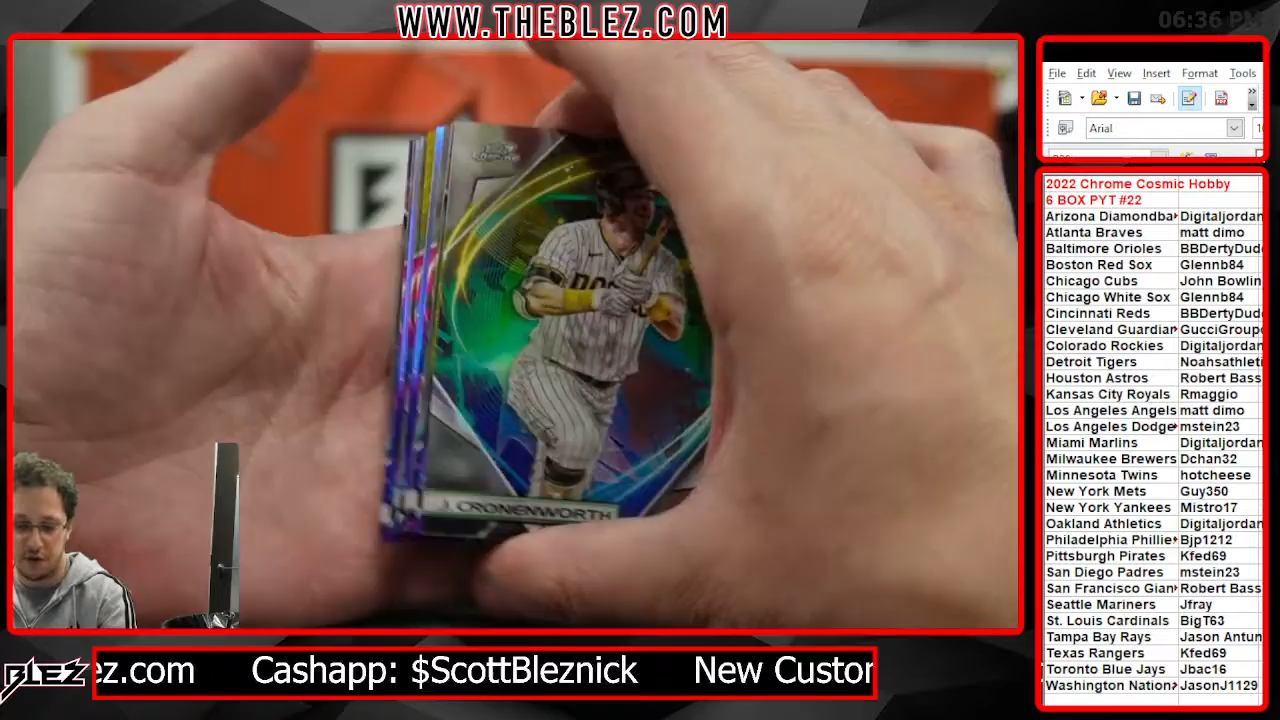 WWW.THEBLEZ.COM
06:36 PM
File Edit View Insert Format Tools
Arial
2022 Chrome Cosmic Hobby
6 BOX PYT #22
Arizona Diamondba Digitaljordan
Atlanta Braves matt dimo
Baltimore Orioles BBDertyDude
Boston Red Sox Glennb84
Chicago Cubs John Bowlin
Chicago White Sox Glennb84
Cincinnati Reds BBDertyDude
Cleveland Guardian GucciGroup
Colorado Rockies Digitaljordan
Detroit Tigers Noahsathleti
Houston Astros Robert Bass
Kansas City Royals Rmaggio
Los Angeles Angels matt dimo
Los Angeles Dodge mstein23
Miami Marlins Digitaljordan
Milwaukee Brewers Dchan32
Minnesota Twins hotcheese
New York Mets Guy350
New York Yankees Mistro17
Oakland Athletics Digitaljordan
Philadelphia Phillie Bjp1212
Pittsburgh Pirates Kfed69
San Diego Padres mstein23
San Francisco Gian Robert Bass
Seattle Mariners Jfray
St. Louis Cardinals BigT63
Tampa Bay Rays Jason Antun
Texas Rangers Kfed69
Toronto Blue Jays Jbac16
Washington Nationa JasonJ1129
J. CRONENWORTH
BLEZ
ez.com Cashapp: $ScottBleznick New Custor